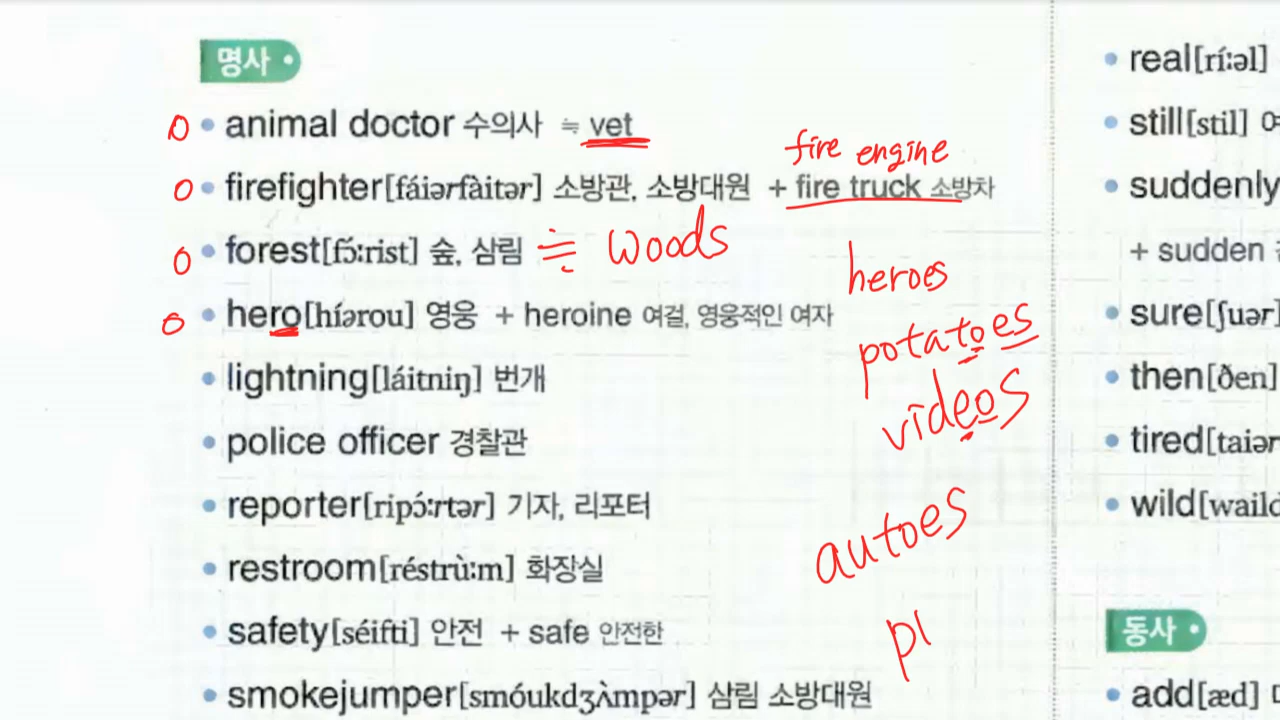 명사
animal doctor 수의사 ≒ vet
fire engine
firefighter[fáiərfàitər] 소방관, 소방대원 + fire truck 소방차
forest[fɔ́ːrist] 숲, 삼림 ≒ woods
heroes
hero[híərou] 영웅 + heroine 여걸, 영웅적인 여자
potatoes
lightning[láitniŋ] 번개
videos
police officer 경찰관
reporter[ripɔ́ːrtər] 기자, 리포터
autoes
restroom[réstrùːm] 화장실
safety[séifti] 안전 + safe 안전한
pl
smokejumper[smóukdʒʌ̀mpər] 삼림 소방대원
real[ríːəl]
still[stil]
suddenly
+ sudden
sure[ʃuər]
then[ðen]
tired[taiər
wild[waild
동사
add[æd]